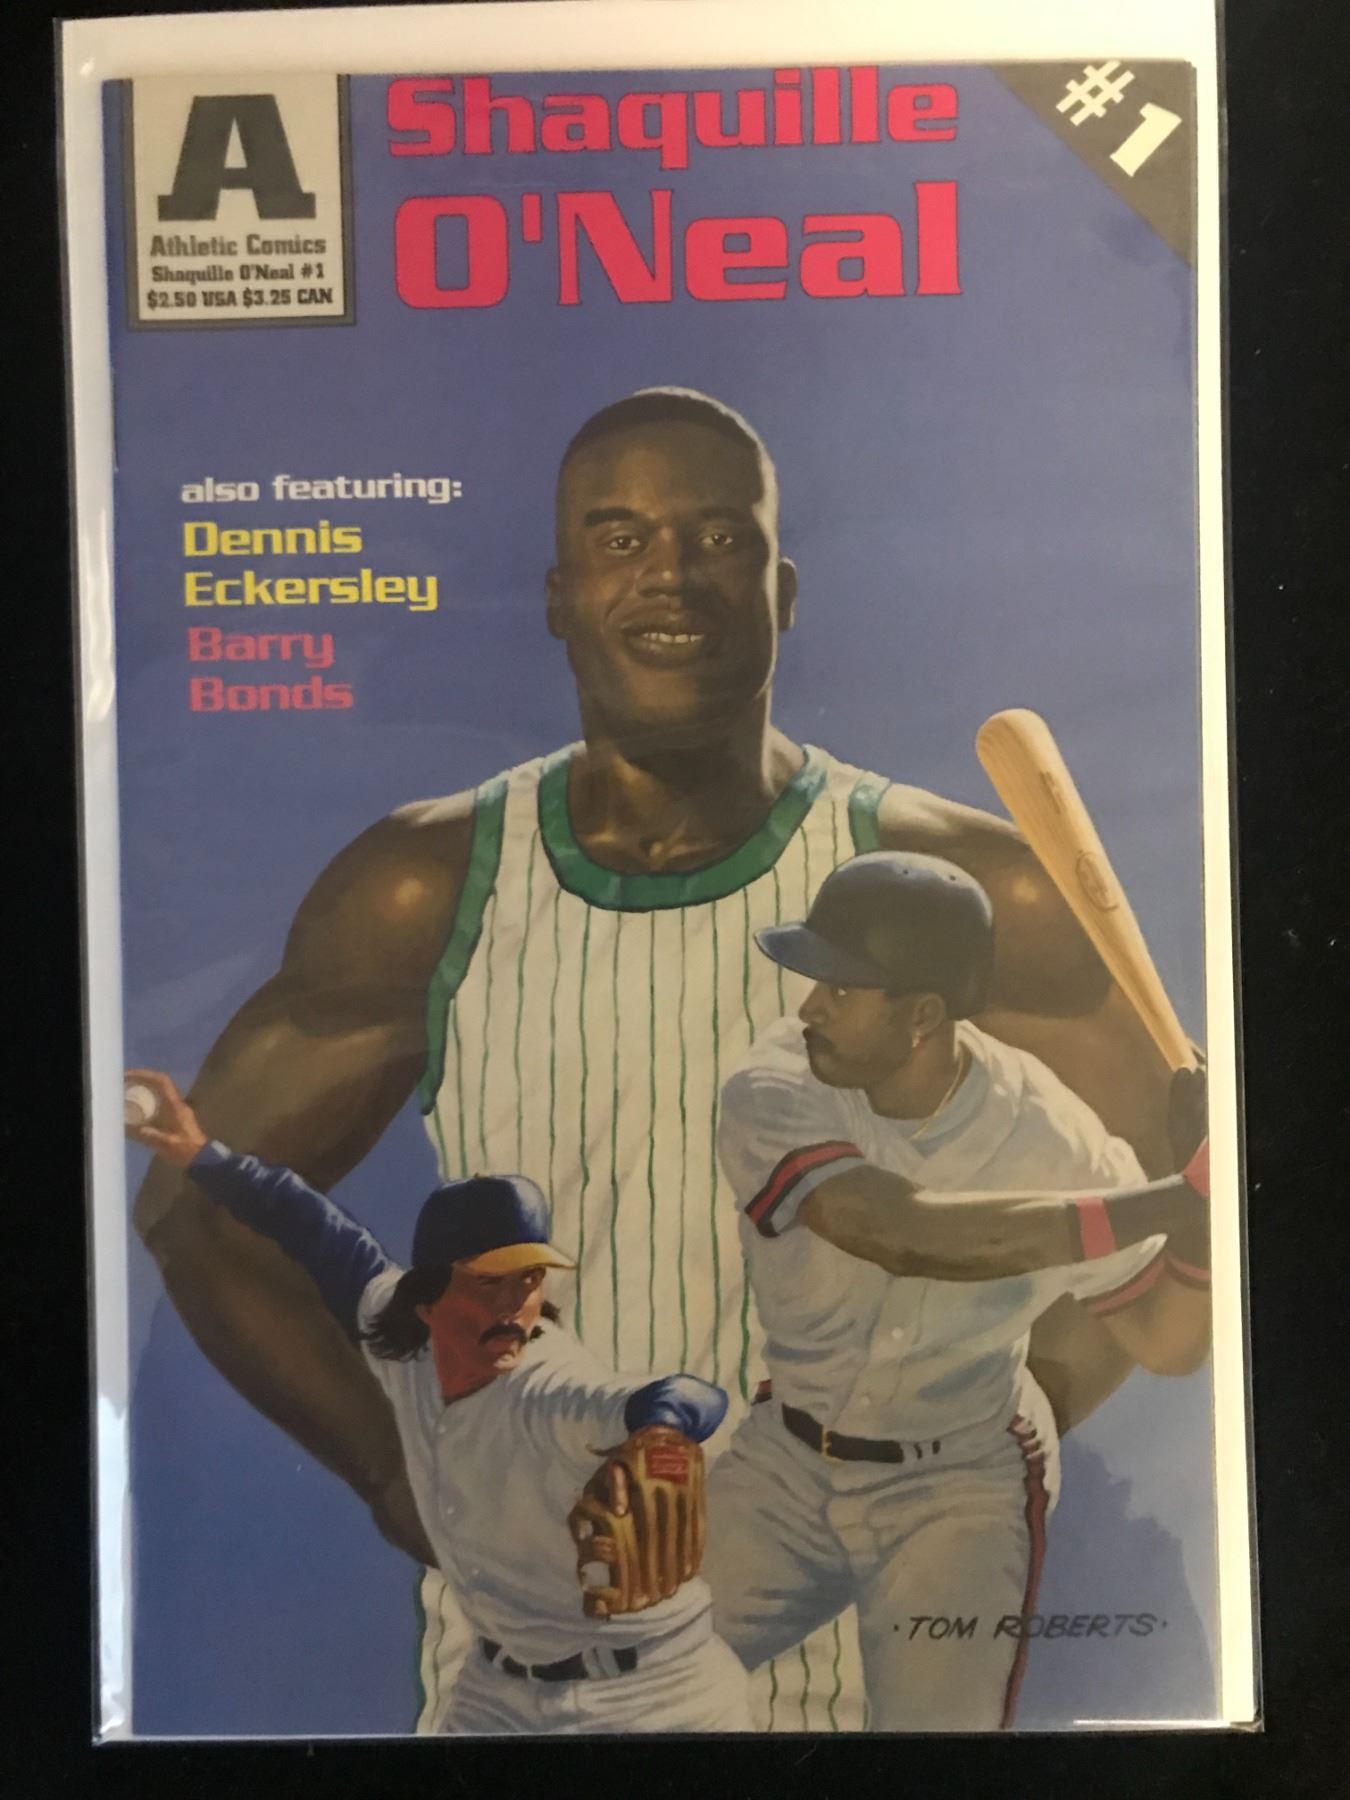 A
Athletic Comics
Shaquille O'Neal #1
$2.50 USA $3.25 CAN
Shaquille
O'Neal
#1
also featuring:
Dennis
Eckersley
Barry
Bonds
·TOM ROBERTS·